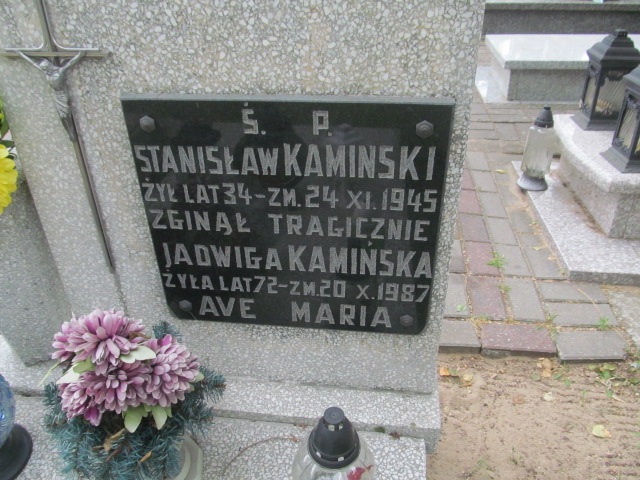 Ś. P.
STANISŁAW KAMIŃSKI
ŻYŁ LAT 34 - ZM. 24 XI. 1945
ZGINĄŁ TRAGICZNIE
JADWIGA KAMIŃSKA
ŻYŁA LAT 72 - ZM. 20 X. 1987
AVE MARIA